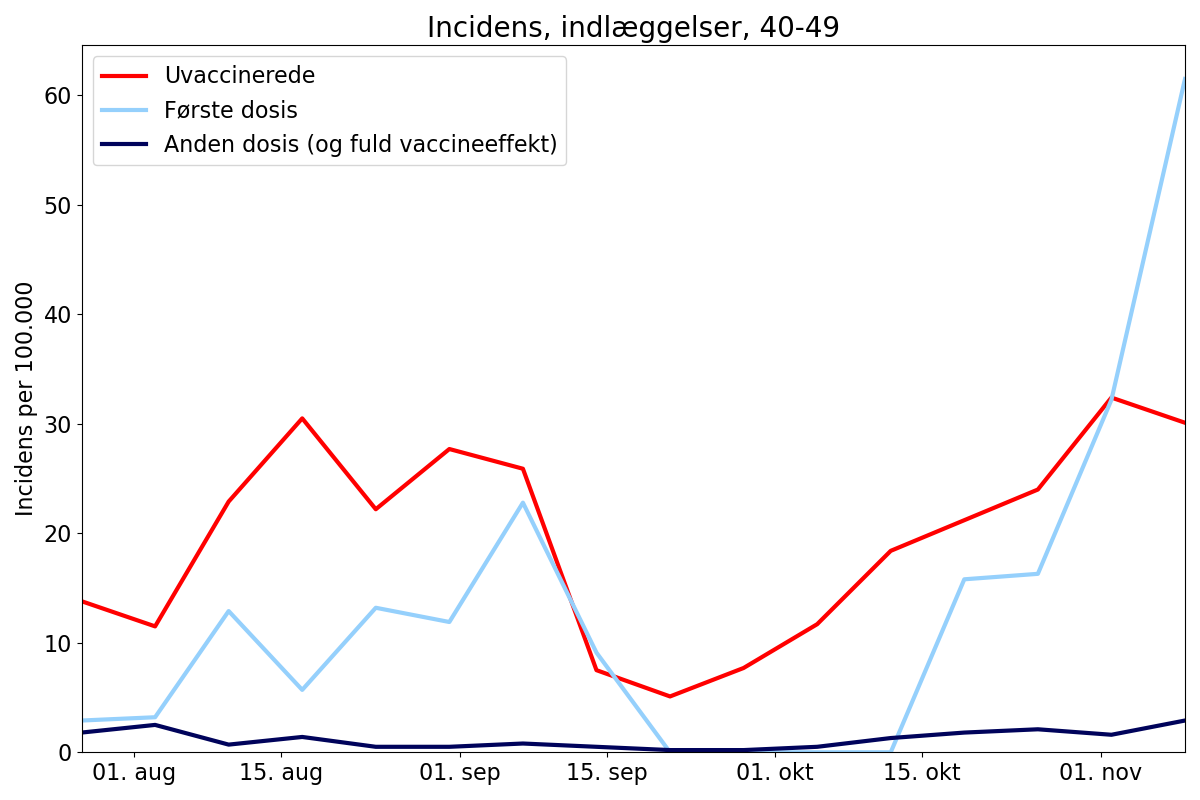 Incidens, indlæggelser, 40-49
Uvaccinerede
Første dosis
Anden dosis (og fuld vaccineeffekt)
Incidens per 100.000
60
50
40
30
20
10
0
01. aug 15. aug 01. sep 15. sep 01. okt 15. okt 01. nov